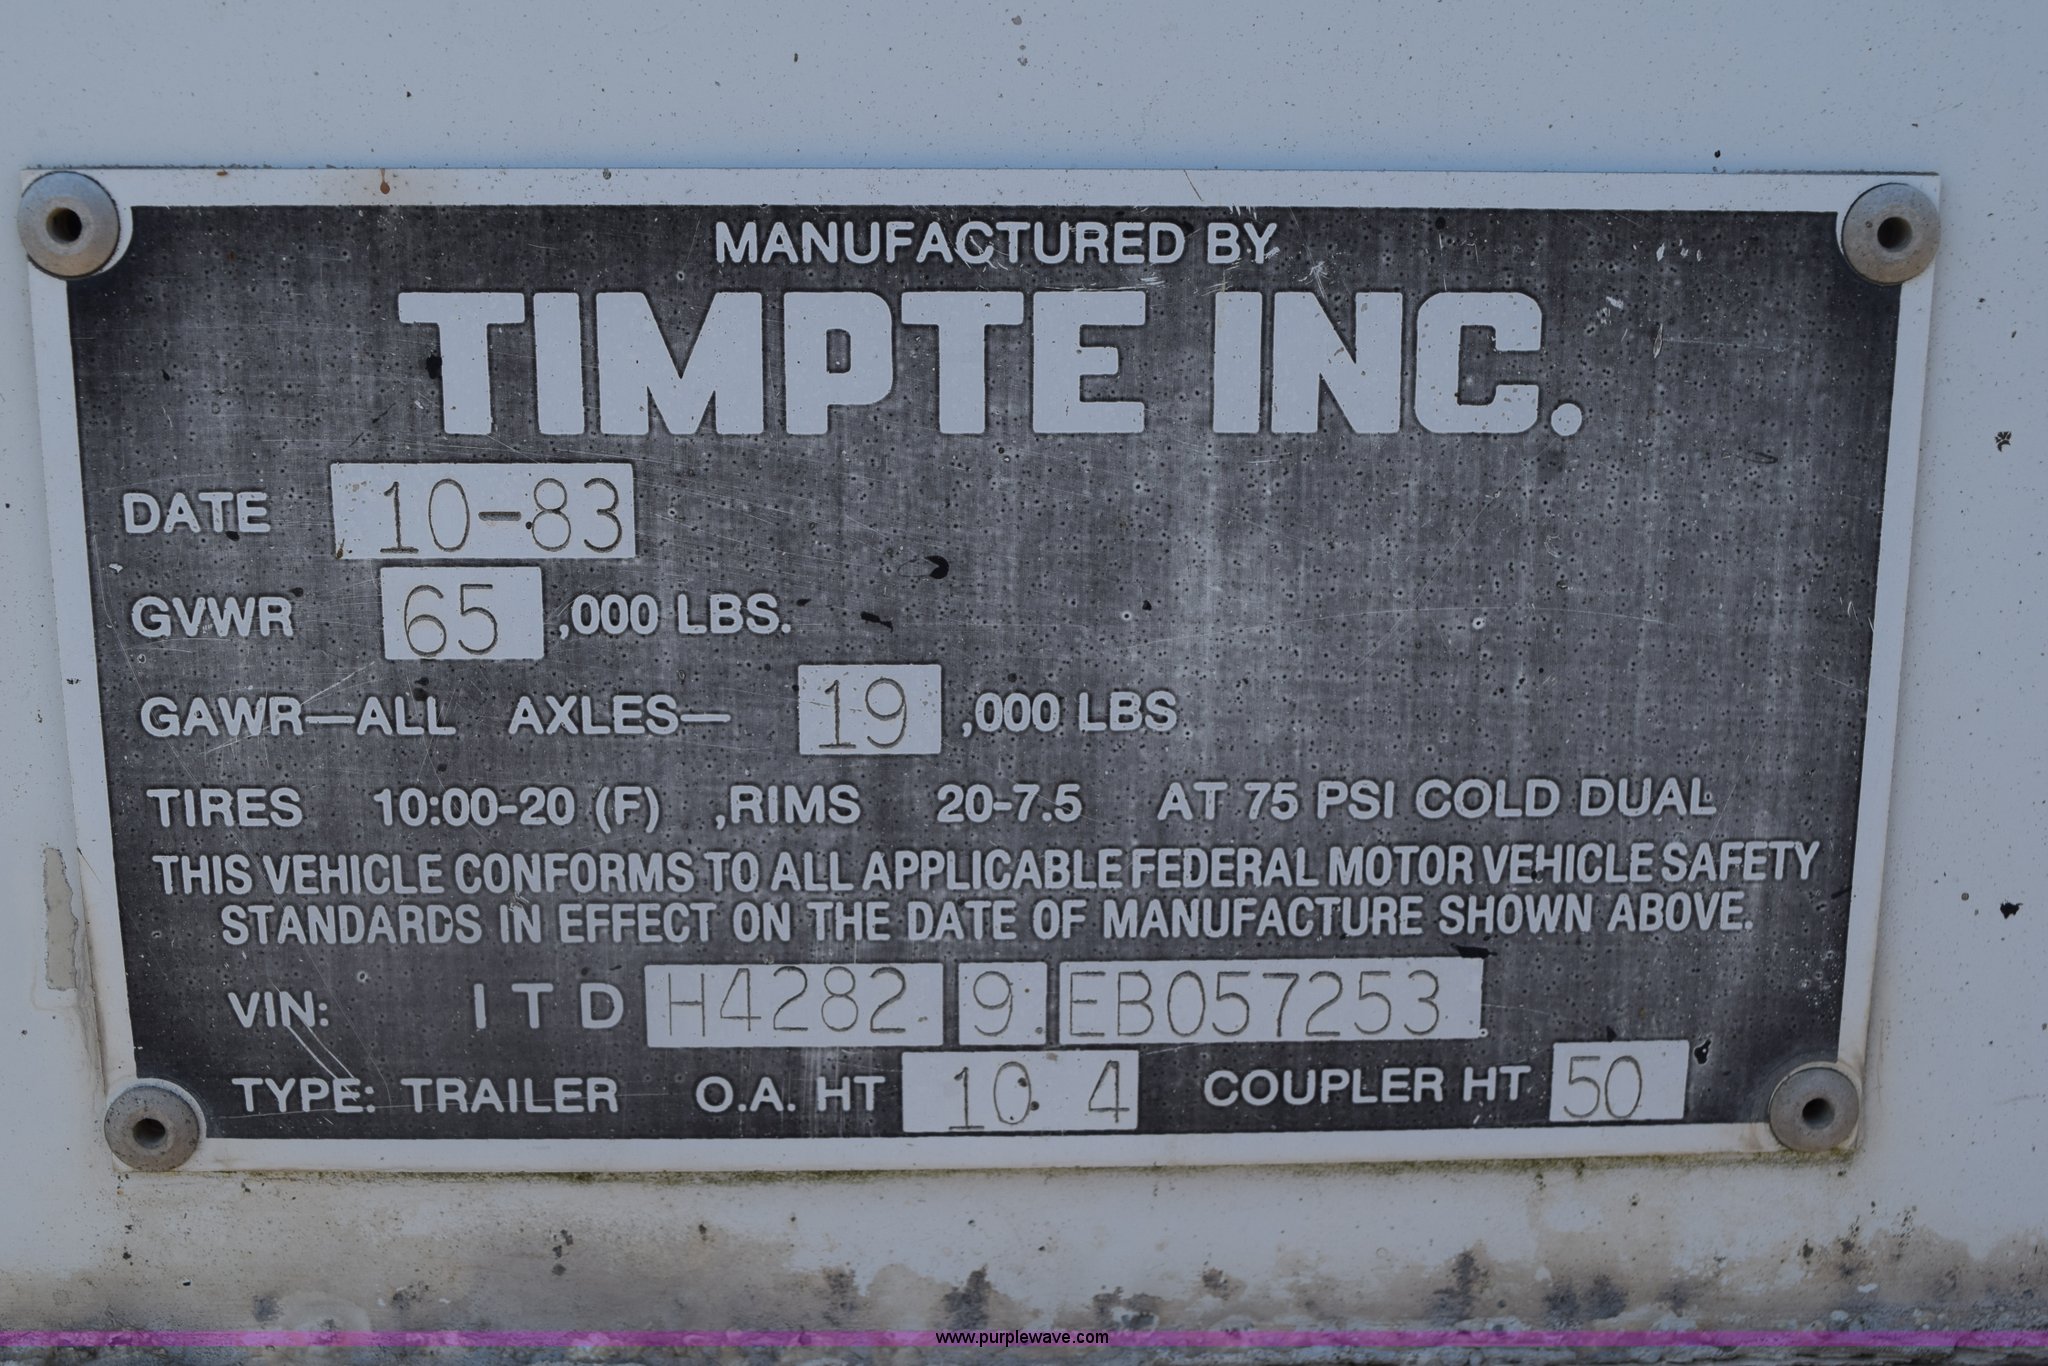 MANUFACTURED BY
TIMPTE INC.
DATE 10-83
GVWR 65 ,000 LBS.
GAWR—ALL AXLES— 19 ,000 LBS
TIRES 10:00-20 (F) ,RIMS 20-7.5 AT 75 PSI COLD DUAL
THIS VEHICLE CONFORMS TO ALL APPLICABLE FEDERAL MOTOR VEHICLE SAFETY
STANDARDS IN EFFECT ON THE DATE OF MANUFACTURE SHOWN ABOVE.
VIN: 1TD H4282 9 EB057253
TYPE: TRAILER O.A. HT 10 4 COUPLER HT 50
www.purplewave.com